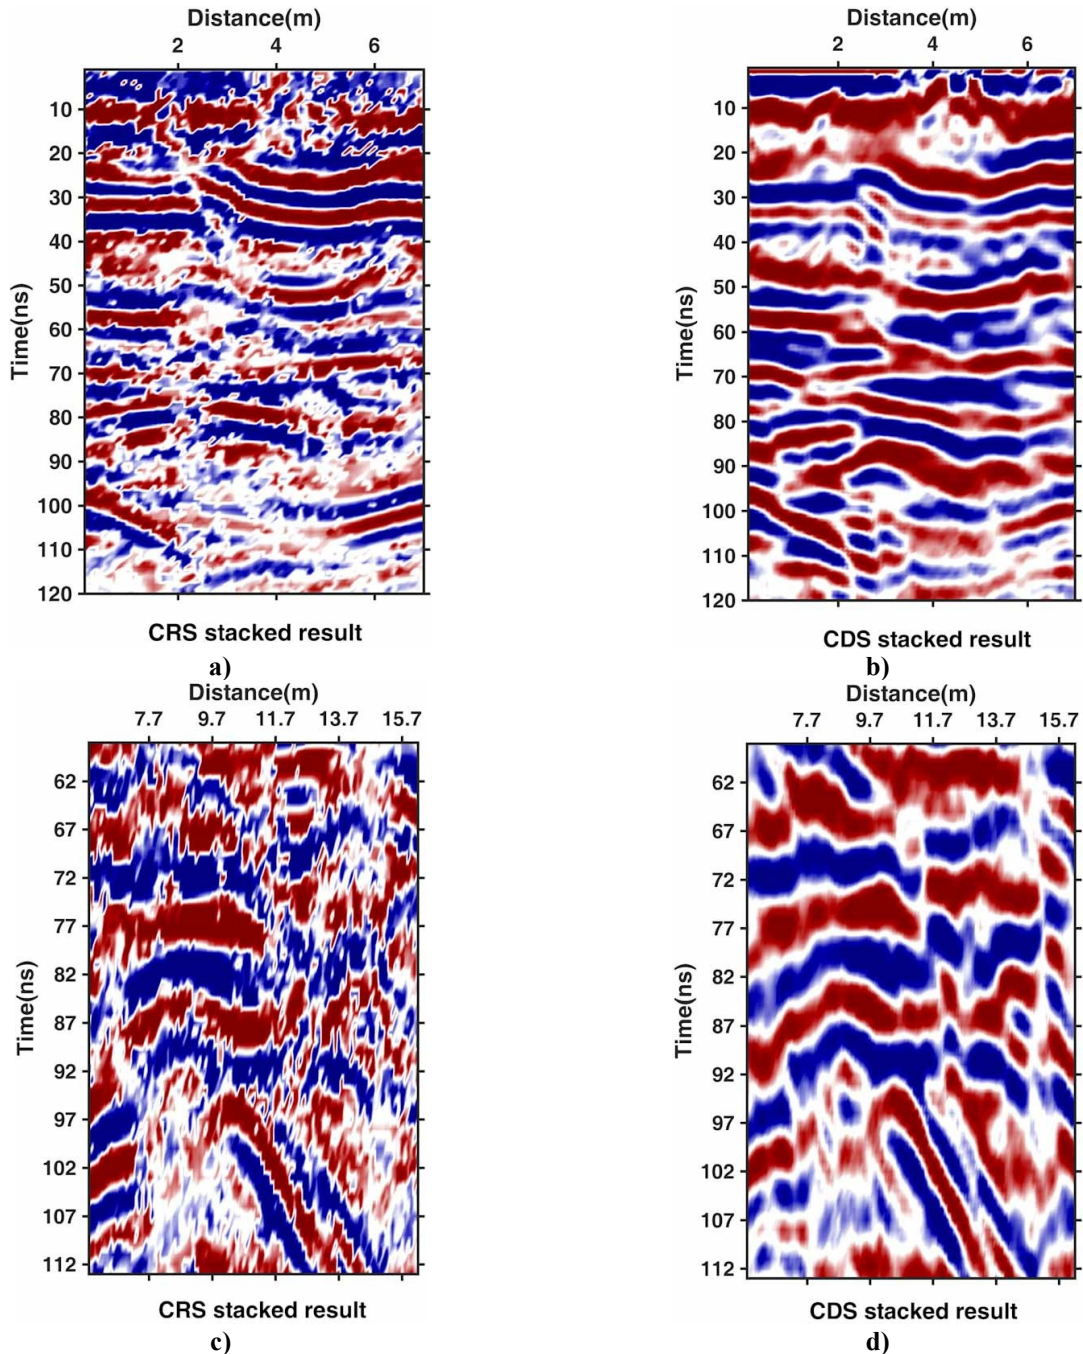 Distance(m)
2 4 6
Time(ns)
10
20
30
40
50
60
70
80
90
100
110
120
CRS stacked result
a)
Distance(m)
2 4 6
Time(ns)
10
20
30
40
50
60
70
80
90
100
110
120
CDS stacked result
b)
Distance(m)
7.7 9.7 11.7 13.7 15.7
Time(ns)
62
67
72
77
82
87
92
97
102
107
112
CRS stacked result
c)
Distance(m)
7.7 9.7 11.7 13.7 15.7
Time(ns)
62
67
72
77
82
87
92
97
102
107
112
CDS stacked result
d)